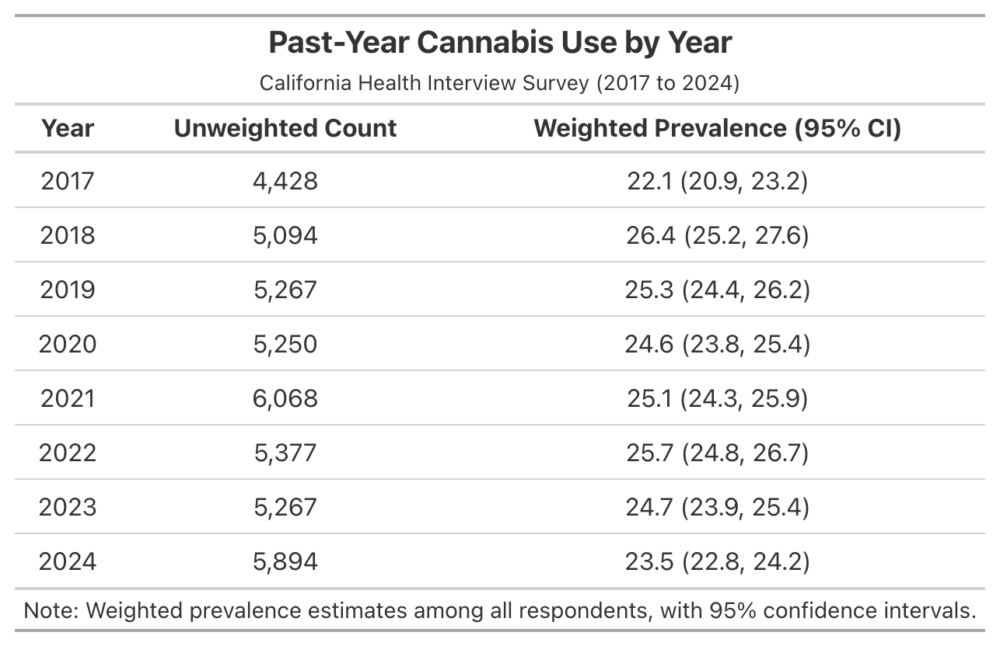 Past-Year Cannabis Use by Year
California Health Interview Survey (2017 to 2024)
Year Unweighted Count Weighted Prevalence (95% CI)
2017 4,428 22.1 (20.9, 23.2)
2018 5,094 26.4 (25.2, 27.6)
2019 5,267 25.3 (24.4, 26.2)
2020 5,250 24.6 (23.8, 25.4)
2021 6,068 25.1 (24.3, 25.9)
2022 5,377 25.7 (24.8, 26.7)
2023 5,267 24.7 (23.9, 25.4)
2024 5,894 23.5 (22.8, 24.2)
Note: Weighted prevalence estimates among all respondents, with 95% confidence intervals.